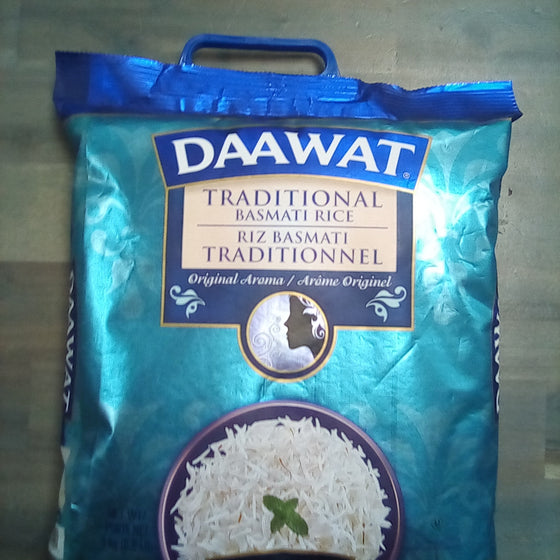 DAAWAT®
TRADITIONAL
BASMATI RICE
RIZ BASMATI
TRADITIONNEL
Original Aroma / Arôme Originel
DAAWAT